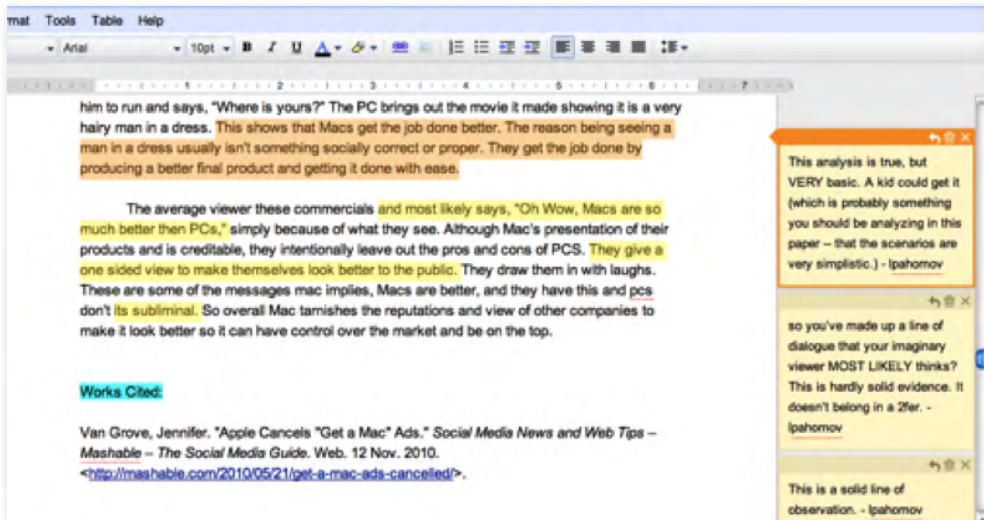 rmat Tools Table Help
Arial 10pt B I U A
1 2 3 4 5 6 7
him to run and says, "Where is yours?" The PC brings out the movie it made showing it is a very
hairy man in a dress. This shows that Macs get the job done better. The reason being seeing a
man in a dress usually isn't something socially correct or proper. They get the job done by
producing a better final product and getting it done with ease.
The average viewer these commercials and most likely says, "Oh Wow, Macs are so
much better then PCs," simply because of what they see. Although Mac's presentation of their
products and is creditable, they intentionally leave out the pros and cons of PCS. They give a
one sided view to make themselves look better to the public. They draw them in with laughs.
These are some of the messages mac implies, Macs are better, and they have this and pcs
don't its subliminal. So overall Mac tarnishes the reputations and view of other companies to
make it look better so it can have control over the market and be on the top.
Works Cited:
Van Grove, Jennifer. "Apple Cancels "Get a Mac" Ads." Social Media News and Web Tips –
Mashable – The Social Media Guide. Web. 12 Nov. 2010.
<http://mashable.com/2010/05/21/get-a-mac-ads-cancelled/>.
This analysis is true, but
VERY basic. A kid could get it
(which is probably something
you should be analyzing in this
paper – that the scenarios are
very simplistic.) - lpahomov
so you've made up a line of
dialogue that your imaginary
viewer MOST LIKELY thinks?
This is hardly solid evidence. It
doesn't belong in a 2fer. -
lpahomov
This is a solid line of
observation. - lpahomov